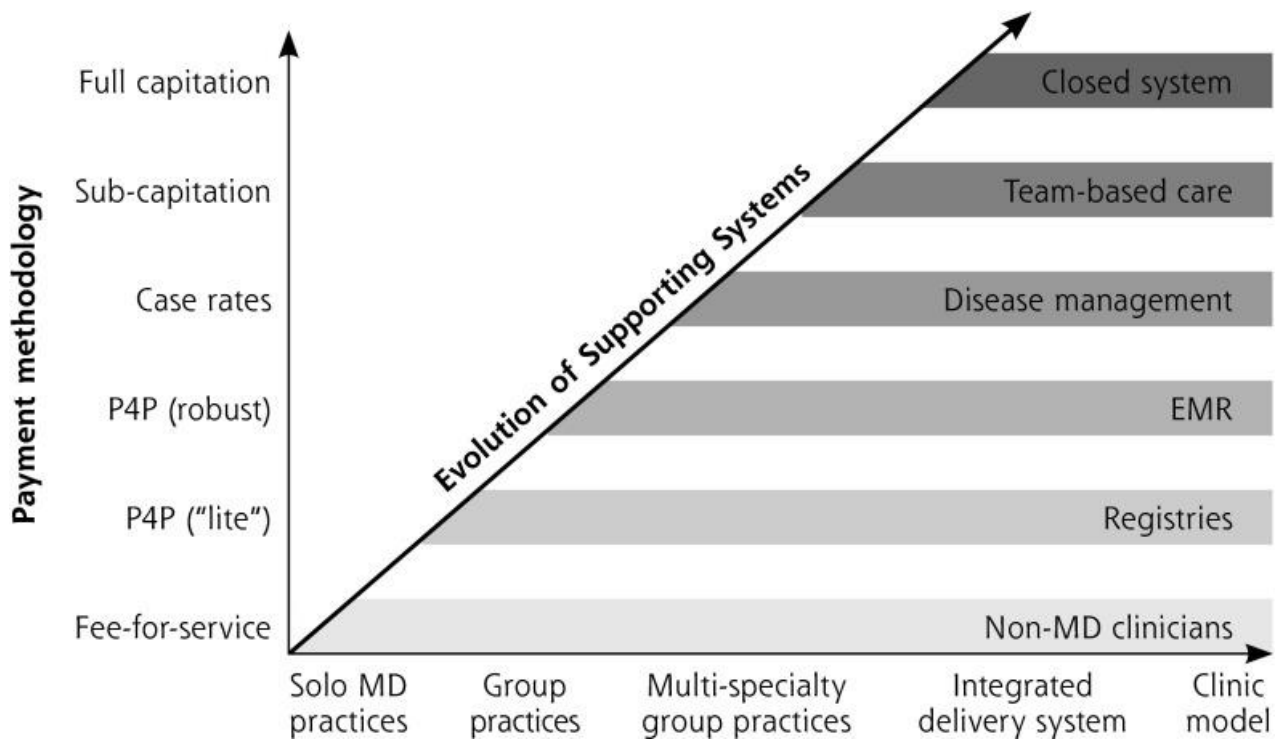 Payment methodology
Full capitation
Closed system
Sub-capitation
Team-based care
Case rates
Disease management
P4P (robust)
EMR
P4P ("lite")
Registries
Fee-for-service
Non-MD clinicians
Evolution of Supporting Systems
Solo MD
practices
Group
practices
Multi-specialty
group practices
Integrated
delivery system
Clinic
model